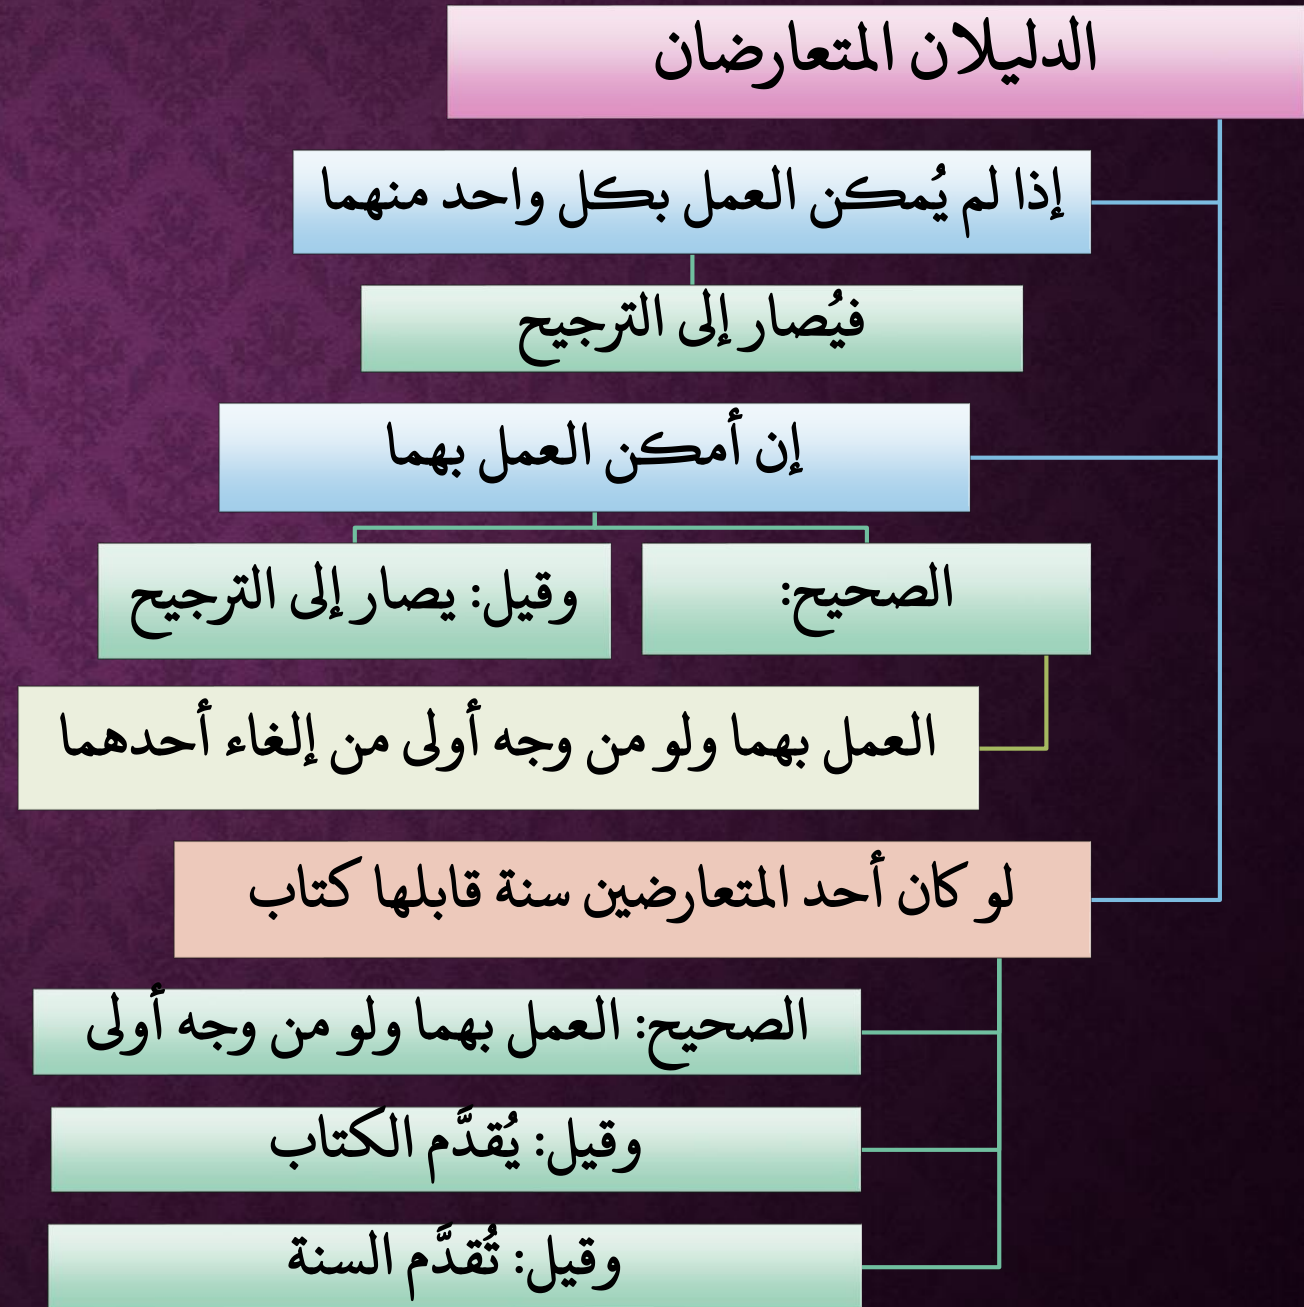 الدليلان المتعارضان
إذا لم يُمكن العمل بكل واحد منهما
فيُصار إلى الترجيح
إن أمكن العمل بهما
الصحيح:
وقيل: يصار إلى الترجيح
العمل بهما ولو من وجه أولى من إلغاء أحدهما
لو كان أحد المتعارضين سنة قابلها كتاب
الصحيح: العمل بهما ولو من وجه أولى
وقيل: يُقدَّم الكتاب
وقيل: تُقدَّم السنة